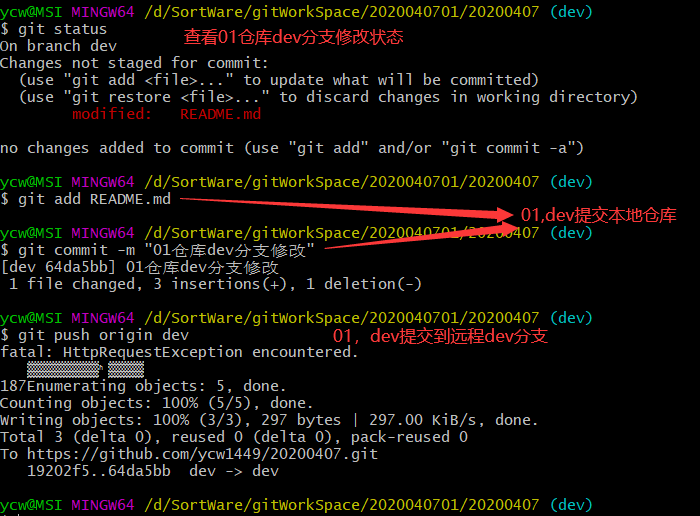 ycw@MSI MINGW64 /d/SortWare/gitWorkSpace/2020040701/20200407 (dev)
$ git status
查看01仓库dev分支修改状态
On branch dev
Changes not staged for commit:
(use "git add <file>..." to update what will be committed)
(use "git restore <file>..." to discard changes in working directory)
modified: README.md
no changes added to commit (use "git add" and/or "git commit -a")
ycw@MSI MINGW64 /d/SortWare/gitWorkSpace/2020040701/20200407 (dev)
$ git add README.md
01,dev提交本地仓库
ycw@MSI MINGW64 /d/SortWare/gitWorkSpace/2020040701/20200407 (dev)
$ git commit -m "01仓库dev分支修改"
[dev 64da5bb] 01仓库dev分支修改
1 file changed, 3 insertions(+), 1 deletion(-)
ycw@MSI MINGW64 /d/SortWare/gitWorkSpace/2020040701/20200407 (dev)
$ git push origin dev
01，dev提交到远程dev分支
fatal: HttpRequestException encountered.
187Enumerating objects: 5, done.
Counting objects: 100% (5/5), done.
Writing objects: 100% (3/3), 297 bytes | 297.00 KiB/s, done.
Total 3 (delta 0), reused 0 (delta 0), pack-reused 0
To https://github.com/ycw1449/20200407.git
19202f5..64da5bb dev -> dev
ycw@MSI MINGW64 /d/SortWare/gitWorkSpace/2020040701/20200407 (dev)